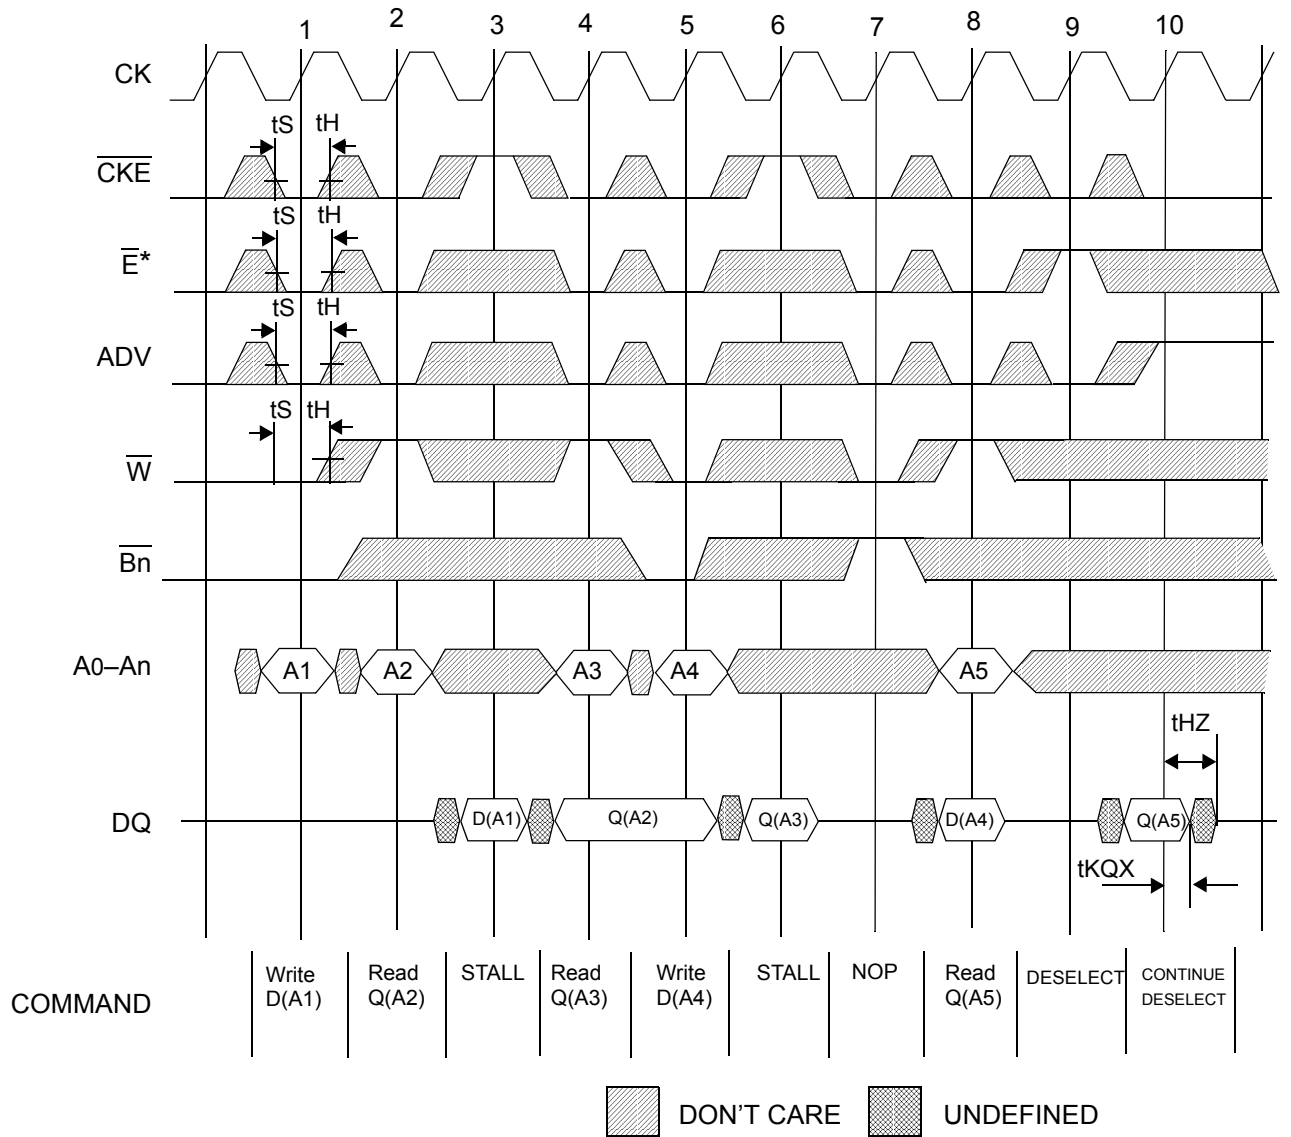 1 2 3 4 5 6 7 8 9 10
CK
tS tH
CKE
tS tH
E*
tS tH
ADV
tS tH
W
Bn
A0–An A1 A2 A3 A4 A5
tHZ
DQ D(A1) Q(A2) Q(A3) D(A4) Q(A5)
tKQX
COMMAND
Write
D(A1)
Read
Q(A2)
STALL
Read
Q(A3)
Write
D(A4)
STALL
NOP
Read
Q(A5)
DESELECT
CONTINUE
DESELECT
DON'T CARE
UNDEFINED